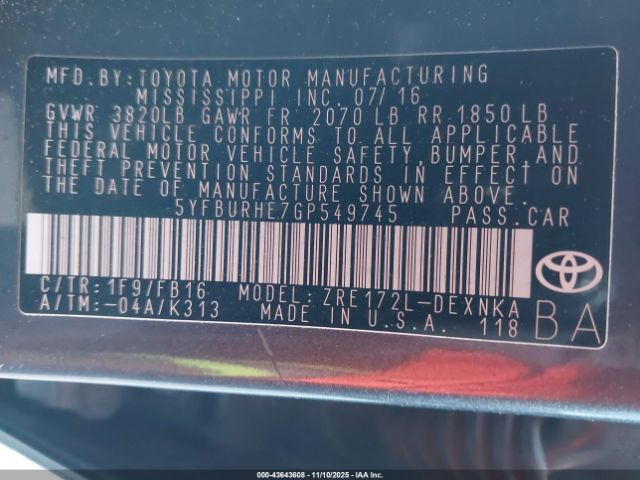 MFD.BY:TOYOTA MOTOR MANUFACTURING
MISSISSIPPI INC.07/16
GVWR 3820LB GAWR FR 2070 LB RR 1850 LB
THIS VEHICLE CONFORMS TO ALL APPLICABLE
FEDERAL MOTOR VEHICLE SAFETY,BUMPER,AND
THEFT PREVENTION STANDARDS IN EFFECT ON
THE DATE OF MANUFACTURE SHOWN ABOVE.
5YFBURHE7GP549745 PASS.CAR
C/TR:1F9/FB16 MODEL:ZRE172L-DEXNKA
A/TM:-04A/K313 MADE IN U.S.A. 118
BA
000-43643608 - 11/10/2025 - IAA Inc.